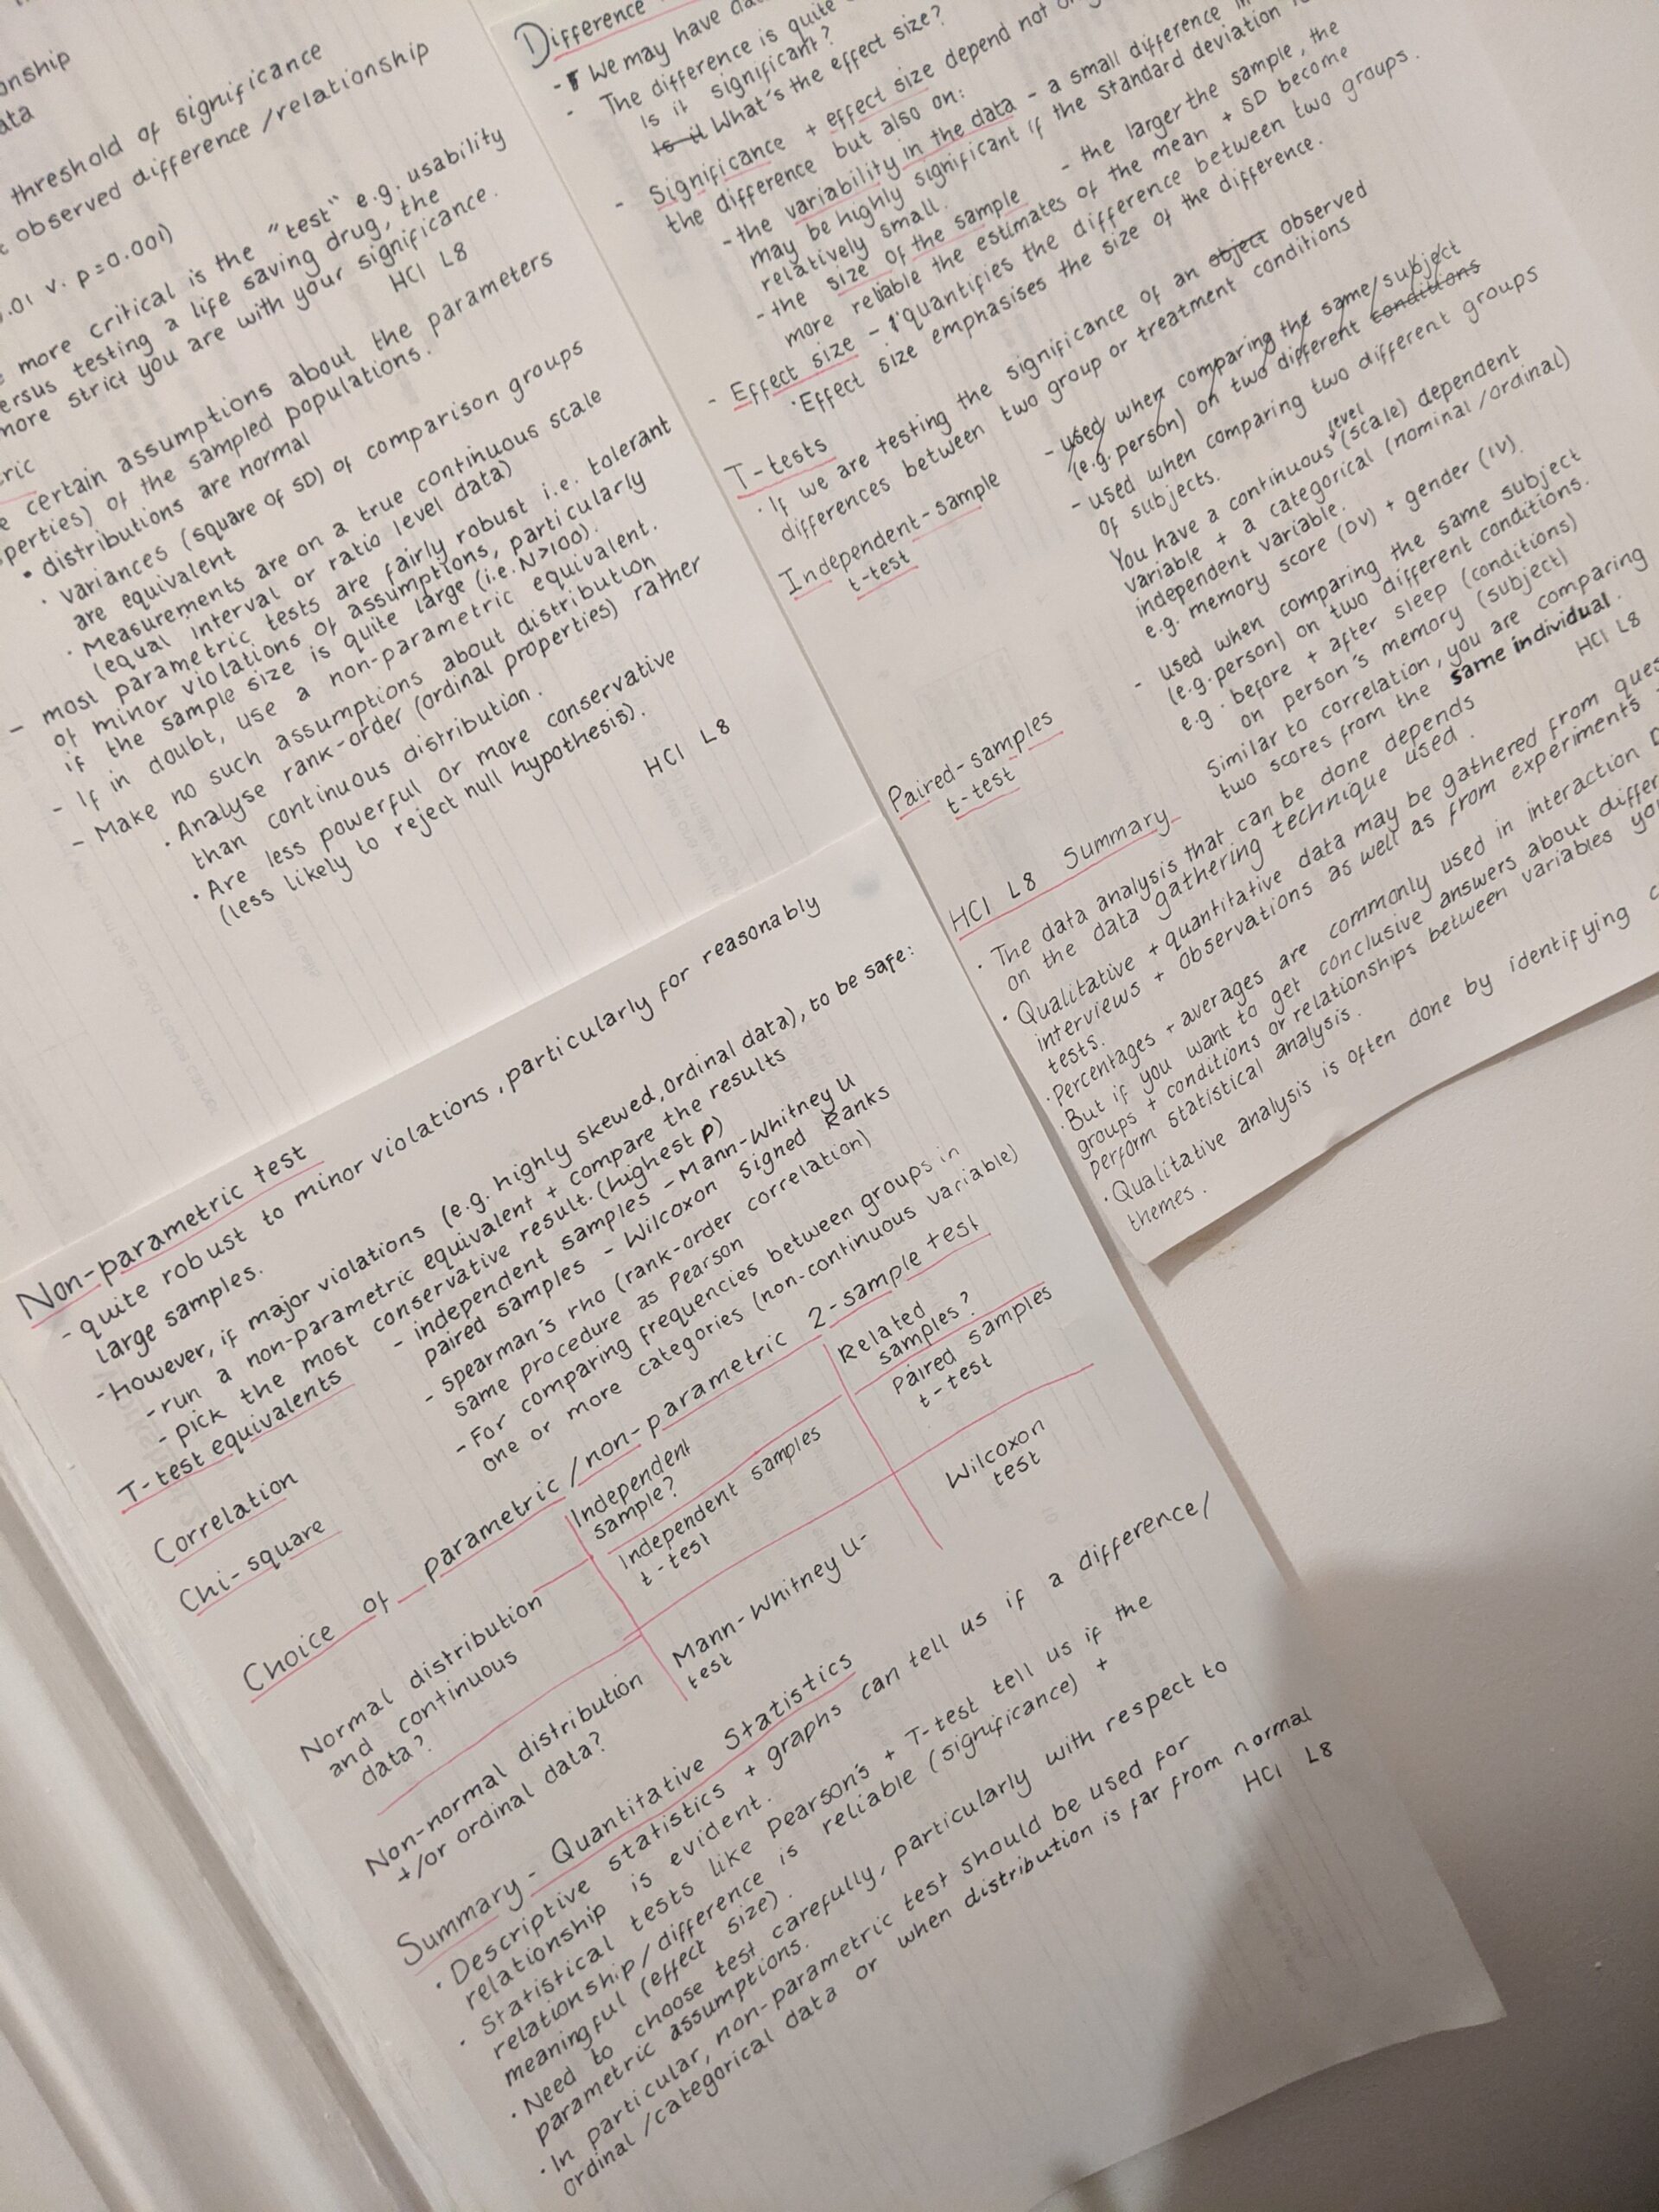 onship
ata
threshold of significance
observed difference/relationship
.01 v. p=0.001)
more critical is the "test" e.g. usability
ersus testing a life saving drug, the
more strict you are with your significance.
HCI L8
ric
certain assumptions about the parameters
perties) of the sampled populations.
• distributions are normal
• variances (square of SD) of comparison groups
are equivalent
• Measurements are on a true continuous scale
(equal interval or ratio level data)
- most parametric tests are fairly robust i.e. tolerant
of minor violations of assumptions, particularly
if the sample size is quite large (i.e. N>100).
- If in doubt, use a non-parametric equivalent.
- Make no such assumptions about distribution
• Analyse rank-order (ordinal properties) rather
than continuous distribution.
• Are less powerful or more conservative
(less likely to reject null hypothesis).
HCI L8
Difference
- We may have da
- The difference is quite
Is it significant?
Is it What's the effect size?
- Significance + effect size depend not on
the difference but also on:
- the variability in the data - a small difference in
may be highly significant if the standard deviation is
relatively small.
- the size of the sample - the larger the sample, the
more reliable the estimates of the mean + SD become
- Effect size - quantifies the difference between two groups.
• Effect size emphasises the size of the difference.
T-tests
• If we are testing the significance of an object observed
differences between two group or treatment conditions
Independent-sample
t-test
- used when comparing the same/subject
(e.g. person) on two different conditions
- used when comparing two different groups
of subjects.
You have a continuous level (scale) dependent
variable + a categorical (nominal/ordinal)
independent variable.
e.g. memory score (DV) + gender (IV).
Paired-samples
t-test
- used when comparing the same subject
(e.g. person) on two different conditions.
e.g. before + after sleep (conditions)
on person's memory (subject)
Similar to correlation, you are comparing
two scores from the same individual.
HCI L8
HCI L8 Summary
• The data analysis that can be done depends
on the data gathering technique used.
• Qualitative + quantitative data may be gathered from ques
interviews + observations as well as from experiments
tests.
• Percentages + averages are commonly used in interaction D
• But if you want to get conclusive answers about differ
groups + conditions or relationships between variables you
perform statistical analysis.
• Qualitative analysis is often done by identifying
themes.
Non-parametric test
- quite robust to minor violations, particularly for reasonably
large samples.
- However, if major violations (e.g. highly skewed, ordinal data), to be safe:
- run a non-parametric equivalent + compare the results
- pick the most conservative result. (highest p)
T-test equivalents
- independent samples - Mann-Whitney U
paired samples - Wilcoxon Signed Ranks
Correlation
- Spearman's rho (rank-order correlation)
same procedure as Pearson
Chi-square
- For comparing frequencies between groups in
one or more categories (non-continuous variable)
Choice of parametric/non-parametric 2-sample test
Independent
sample?
Related
samples?
Normal distribution
and continuous
data?
Independent samples
t-test
Paired samples
t-test
Non-normal distribution
+/or ordinal data?
Mann-Whitney U-
test
Wilcoxon
test
Summary - Quantitative Statistics
• Descriptive statistics + graphs can tell us if a difference/
relationship is evident.
• Statistical tests like Pearson's + T-test tell us if the
relationship/difference is reliable (significance) +
meaningful (effect size).
• Need to choose test carefully, particularly with respect to
parametric assumptions.
• In particular, non-parametric test should be used for
ordinal/categorical data or when distribution is far from normal
HCI L8